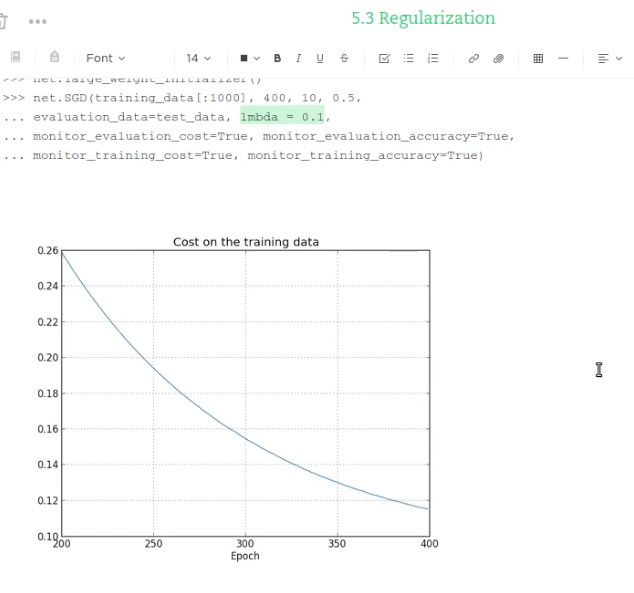 5.3 Regularization
Font 14 B I U S
>>> net.large_weight_initializer()
>>> net.SGD(training_data[:1000], 400, 10, 0.5,
... evaluation_data=test_data, lmbda = 0.1,
... monitor_evaluation_cost=True, monitor_evaluation_accuracy=True,
... monitor_training_cost=True, monitor_training_accuracy=True)
Cost on the training data
0.26
0.24
0.22
0.20
0.18
0.16
0.14
0.12
0.10
200 250 300 350 400
Epoch